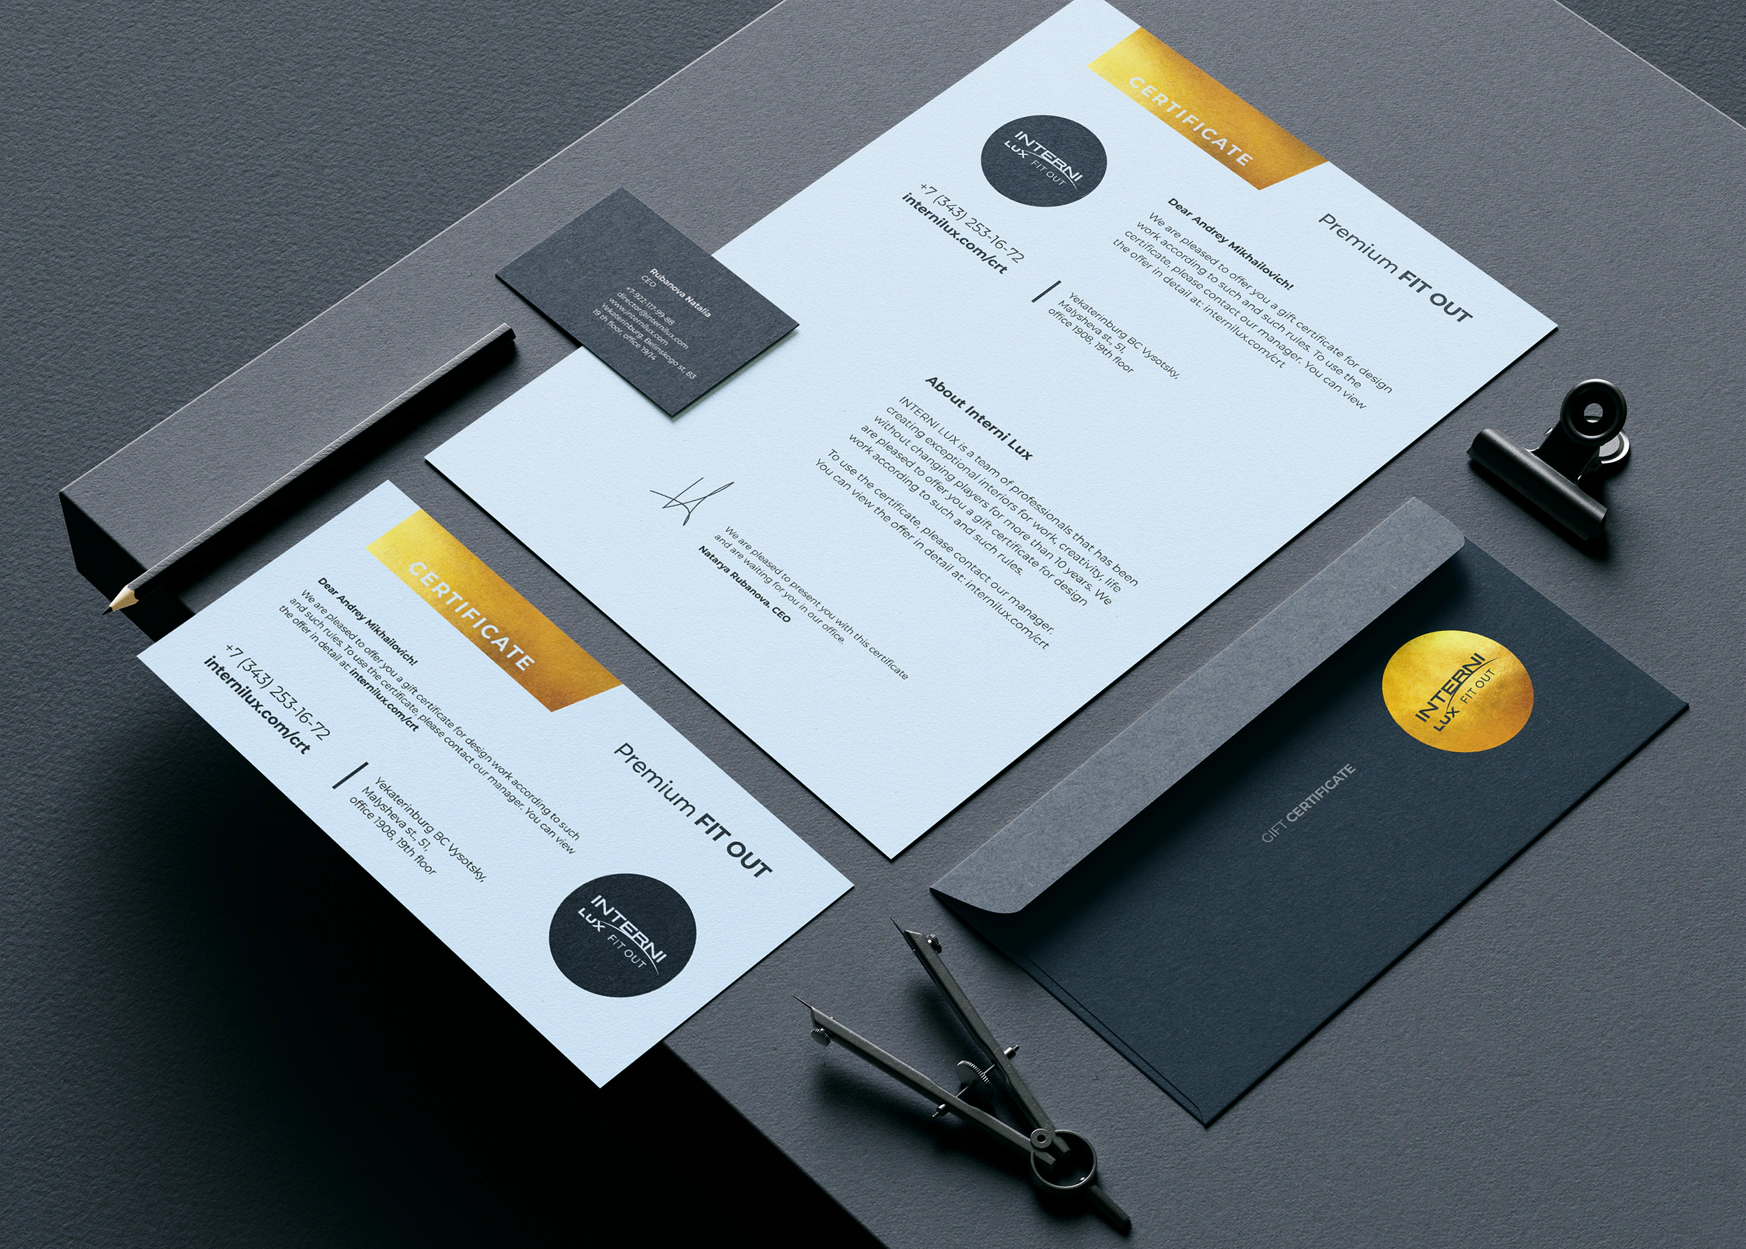 CERTIFICATE
INTERNI
LUX FIT OUT
+7 (343) 253-16-72
internilux.com/crt
Dear Andrey Mikhailovich!
We are pleased to offer you a gift certificate for design
work according to such and such rules. To use the
certificate, please contact our manager. You can view
the offer in detail at: internilux.com/crt
Premium FIT OUT
Yekaterinburg BC Vysotsky,
Malysheva st., 51,
office 1908, 19th floor
About Interni Lux
INTERNI LUX is a team of professionals that has been
creating exceptional interiors for work, creativity, life
without changing players for more than 10 years. We
are pleased to offer you a gift certificate for design
work according to such and such rules.
To use the certificate, please contact our manager.
You can view the offer in detail at: internilux.com/crt
We are pleased to present you with this certificate
and are waiting for you in our office.
Natarya Rubanova, CEO
Rubanova Natalia
CEO
+7-922-117-99-88
director@internilux.com
www.internilux.com
Yekaterinburg, Belinskogo st, 83
19 th floor, office 19/14
CERTIFICATE
Dear Andrey Mikhailovich!
We are pleased to offer you a gift certificate for design work according to such
and such rules. To use the certificate, please contact our manager. You can view
the offer in detail at: internilux.com/crt
+7 (343) 253-16-72
internilux.com/crt
Yekaterinburg BC Vysotsky,
Malysheva st., 51,
office 1908, 19th floor
Premium FIT OUT
INTERNI
LUX FIT OUT
INTERNI
LUX FIT OUT
GIFT CERTIFICATE